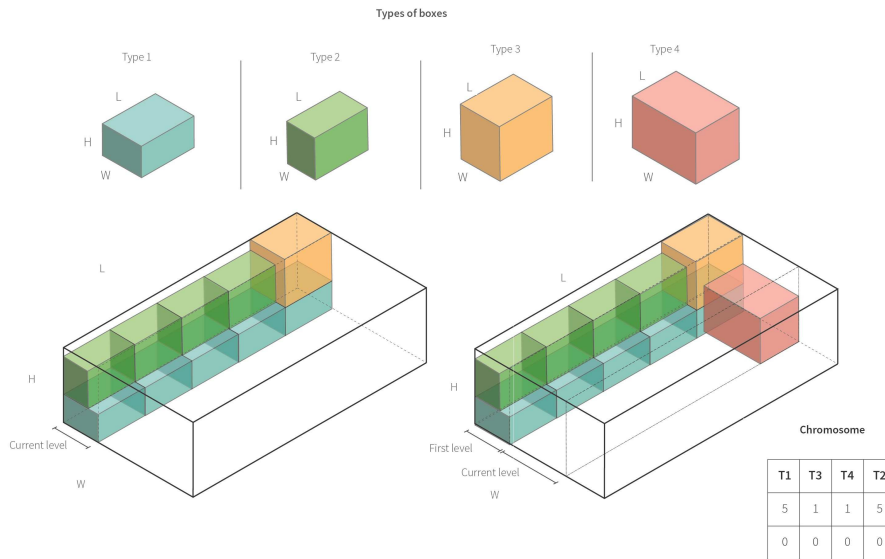 Types of boxes
Type 1
Type 2
Type 3
Type 4
L
H
W
L
H
W
L
H
W
L
H
W
L
H
Current level
W
L
H
First level
Current level
W
Chromosome
T1 T3 T4 T2
5 1 1 5
0 0 0 0